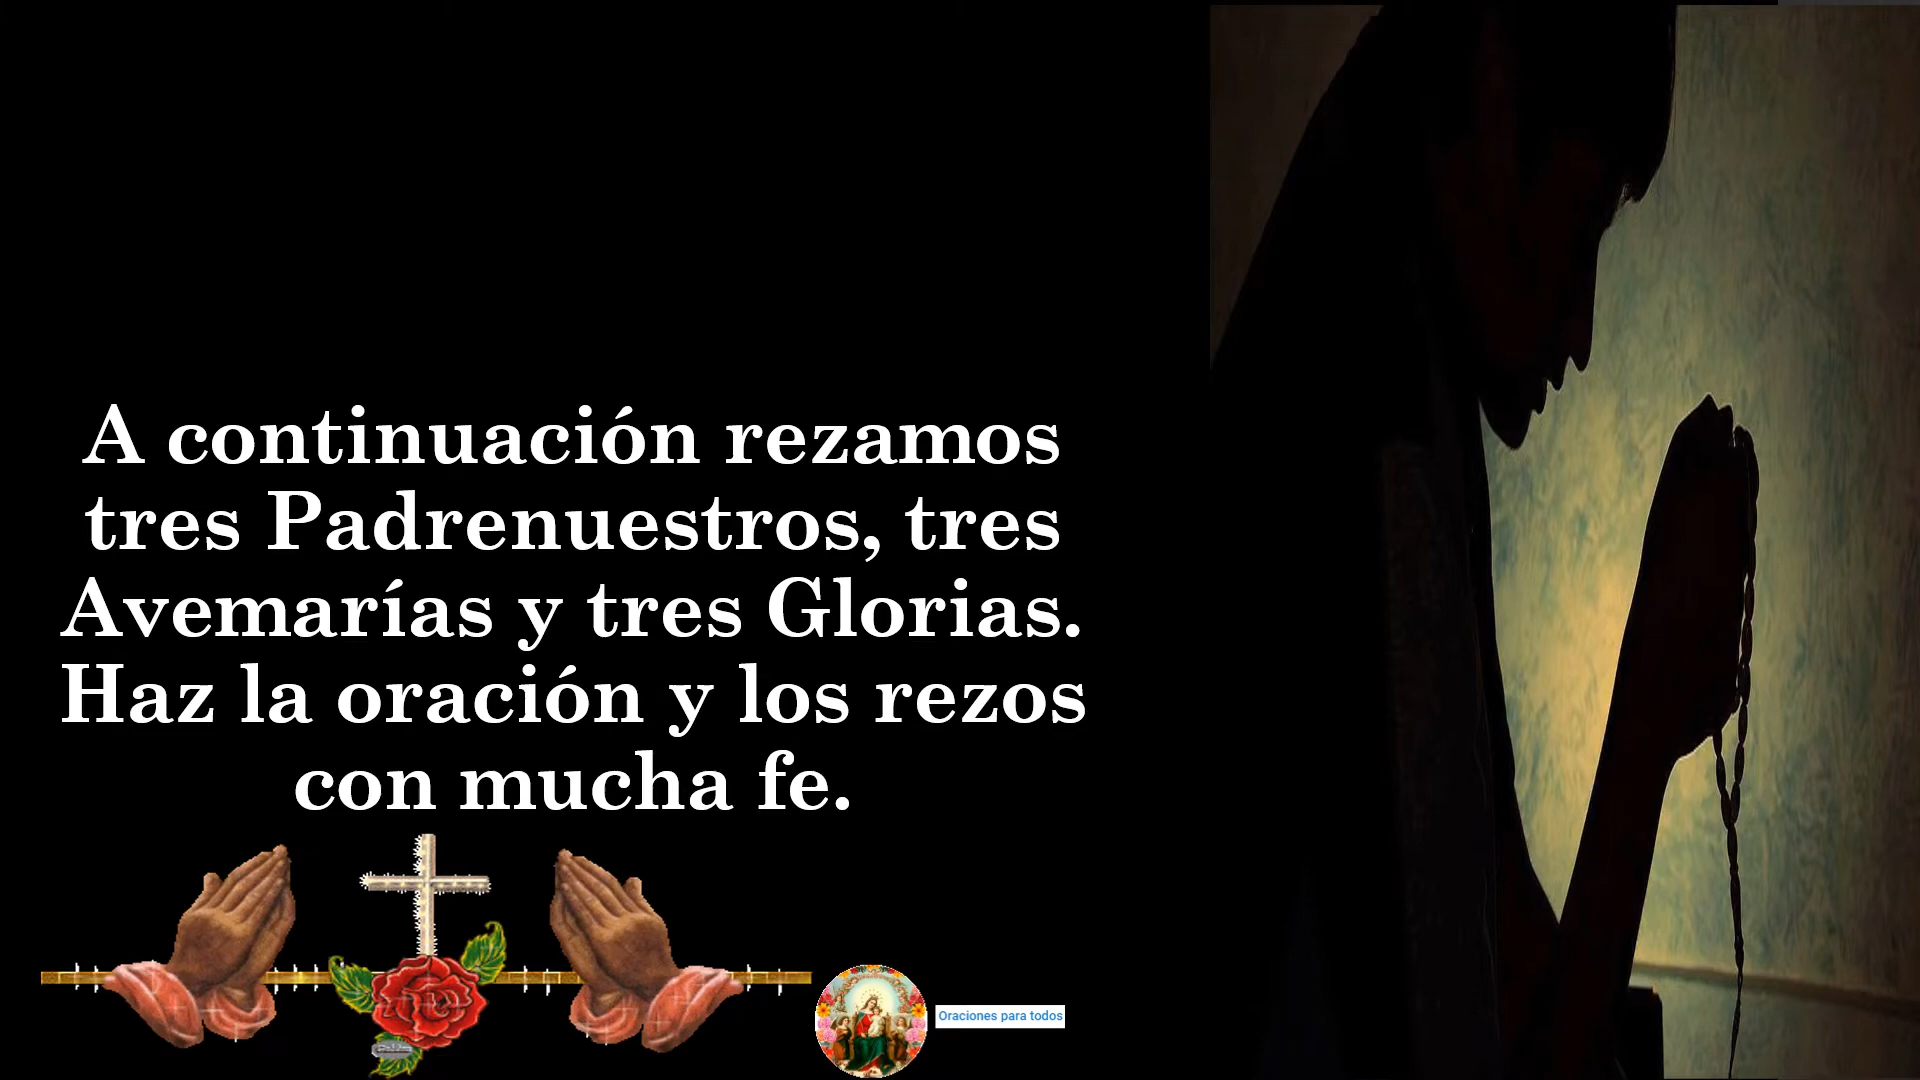 A continuación rezamos
tres Padrenuestros, tres
Avemarías y tres Glorias.
Haz la oración y los rezos
con mucha fe.
Oraciones para todos